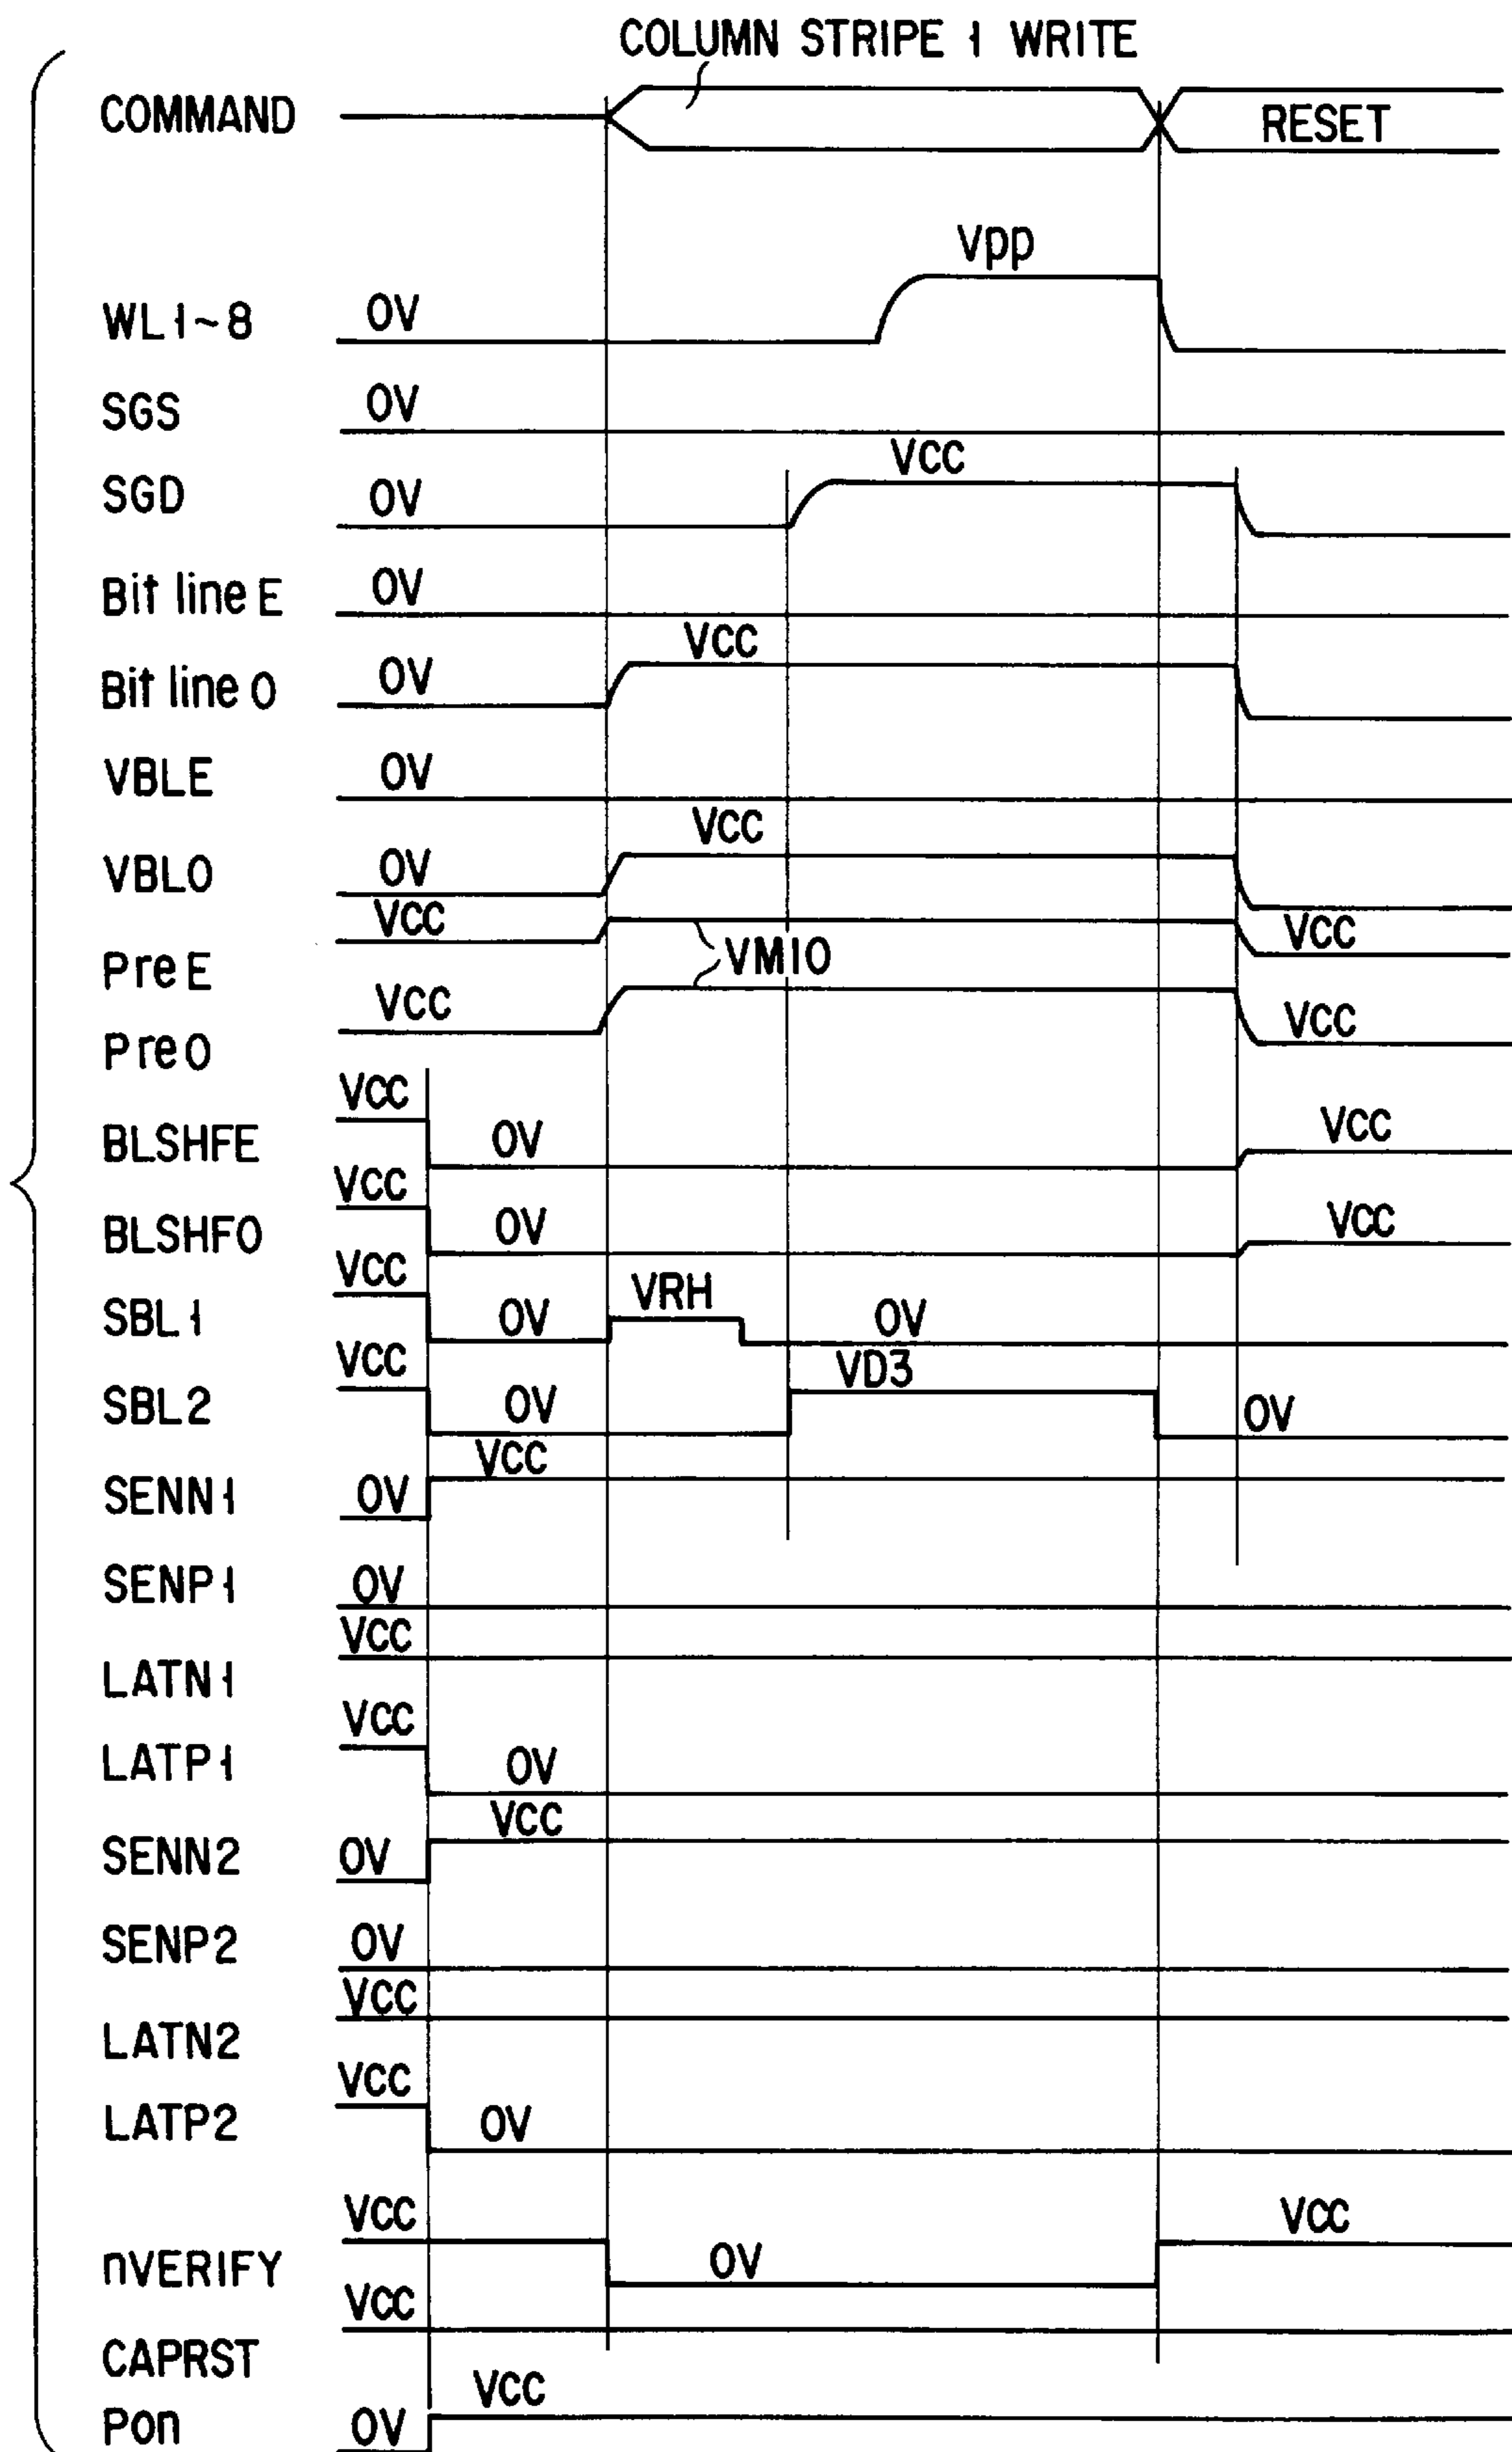 COLUMN STRIPE 1 WRITE
COMMAND RESET
Vpp
WL1~8 0V
SGS 0V
VCC
SGD 0V
Bit line E 0V
VCC
Bit line O 0V
VBLE 0V
VCC
VBLO 0V
VCC VCC
PreE VM10
VCC VCC
PreO
VCC VCC
BLSHFE 0V
VCC VCC
BLSHFO 0V
VCC VRH
SBL1 0V 0V
VCC VD3
SBL2 0V 0V
VCC
SENN1 0V
SENP1 0V
VCC
LATN1
VCC
LATP1 0V
VCC
SENN2 0V
SENP2 0V
VCC
LATN2
VCC
LATP2 0V
VCC VCC
nVERIFY 0V
VCC
CAPRST
VCC
Pon 0V